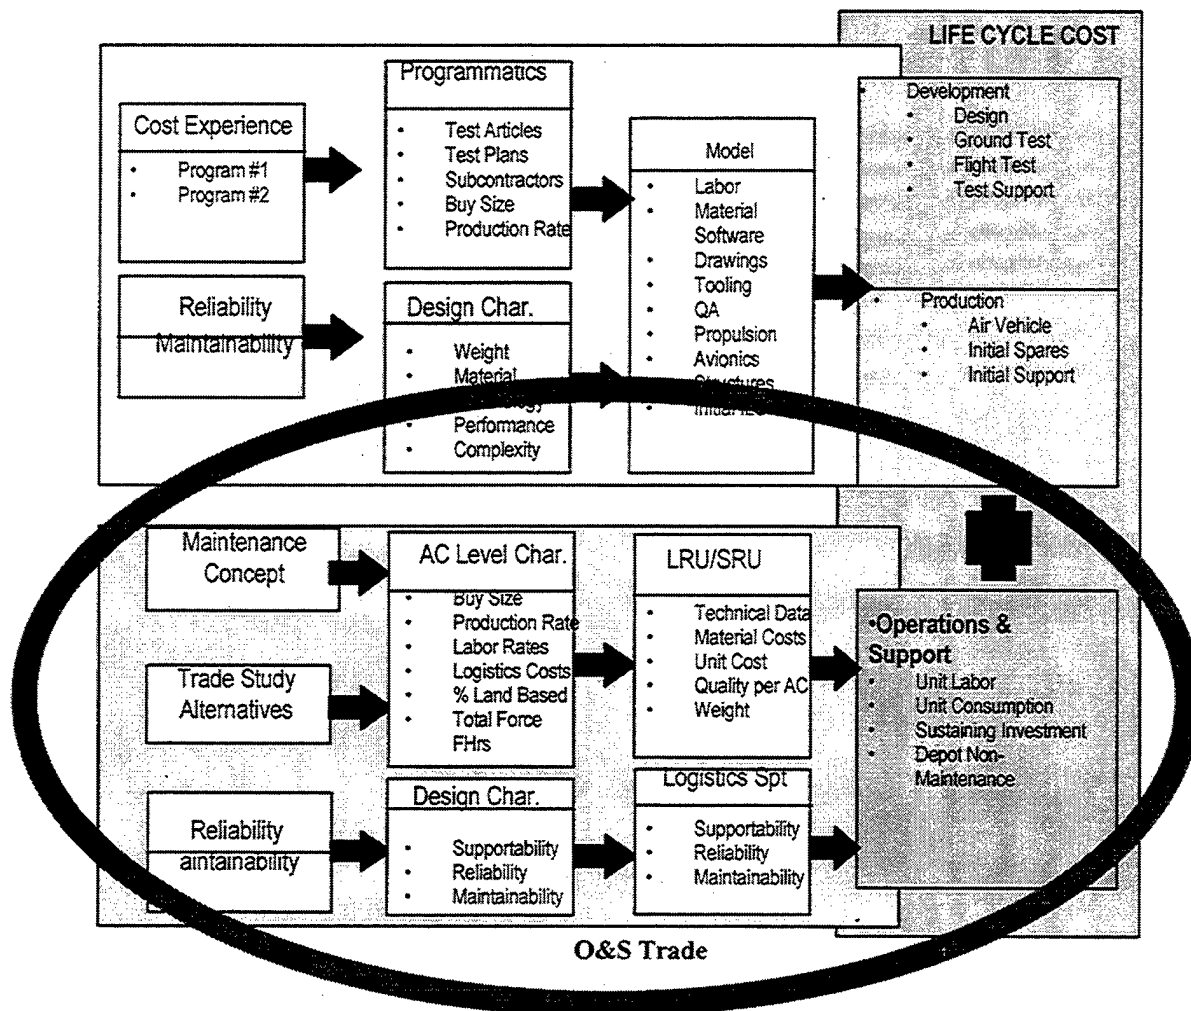 LIFE CYCLE COST
Programmatics
• Test Articles
• Test Plans
• Subcontractors
• Buy Size
• Production Rate
Cost Experience
• Program #1
• Program #2
Reliability
Maintainability
Design Char.
• Weight
• Material
• Performance
• Complexity
Model
• Labor
• Material
Software
• Drawings
• Tooling
• QA
• Propulsion
• Avionics
• Structures
• Initial
• Development
• Design
• Ground Test
• Flight Test
• Test Support
• Production
• Air Vehicle
• Initial Spares
• Initial Support
Maintenance
Concept
Trade Study
Alternatives
Reliability
aintainability
AC Level Char.
• Buy Size
• Production Rate
• Labor Rates
• Logistics Costs
• % Land Based
• Total Force
FHrs
Design Char.
• Supportability
• Reliability
• Maintainability
LRU/SRU
• Technical Data
• Material Costs
• Unit Cost
• Quality per AC
• Weight
Logistics Spt
• Supportability
• Reliability
• Maintainability
•Operations &
Support
• Unit Labor
• Unit Consumption
• Sustaining Investment
• Depot Non-
Maintenance
O&S Trade